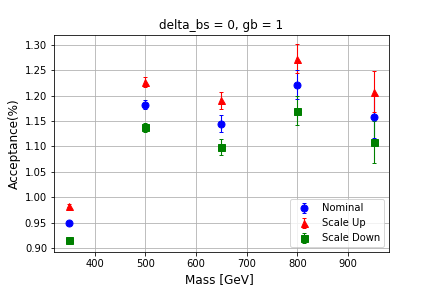 delta_bs = 0, gb = 1
Acceptance(%)
1.30
1.25
1.20
1.15
1.10
1.05
1.00
0.95
0.90
Nominal
Scale Up
Scale Down
400 500 600 700 800 900
Mass [GeV]